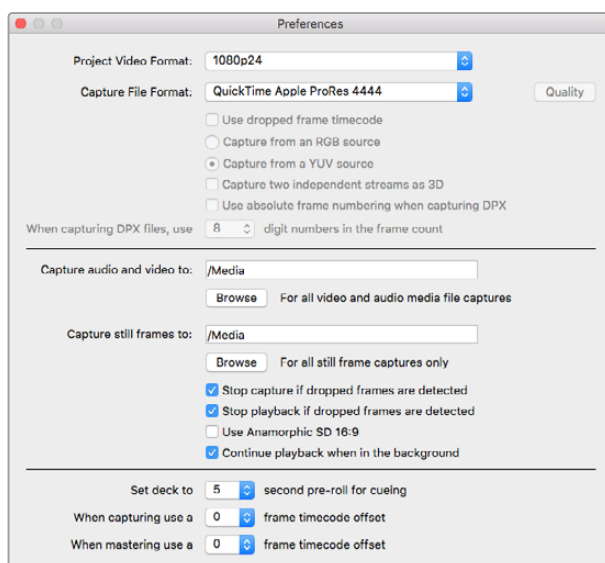 Preferences
Project Video Format: 1080p24
Capture File Format: QuickTime Apple ProRes 4444 Quality
Use dropped frame timecode
Capture from an RGB source
Capture from a YUV source
Capture two independent streams as 3D
Use absolute frame numbering when capturing DPX
When capturing DPX files, use 8 digit numbers in the frame count
Capture audio and video to: /Media
Browse For all video and audio media file captures
Capture still frames to: /Media
Browse For all still frame captures only
Stop capture if dropped frames are detected
Stop playback if dropped frames are detected
Use Anamorphic SD 16:9
Continue playback when in the background
Set deck to 5 second pre-roll for cueing
When capturing use a 0 frame timecode offset
When mastering use a 0 frame timecode offset